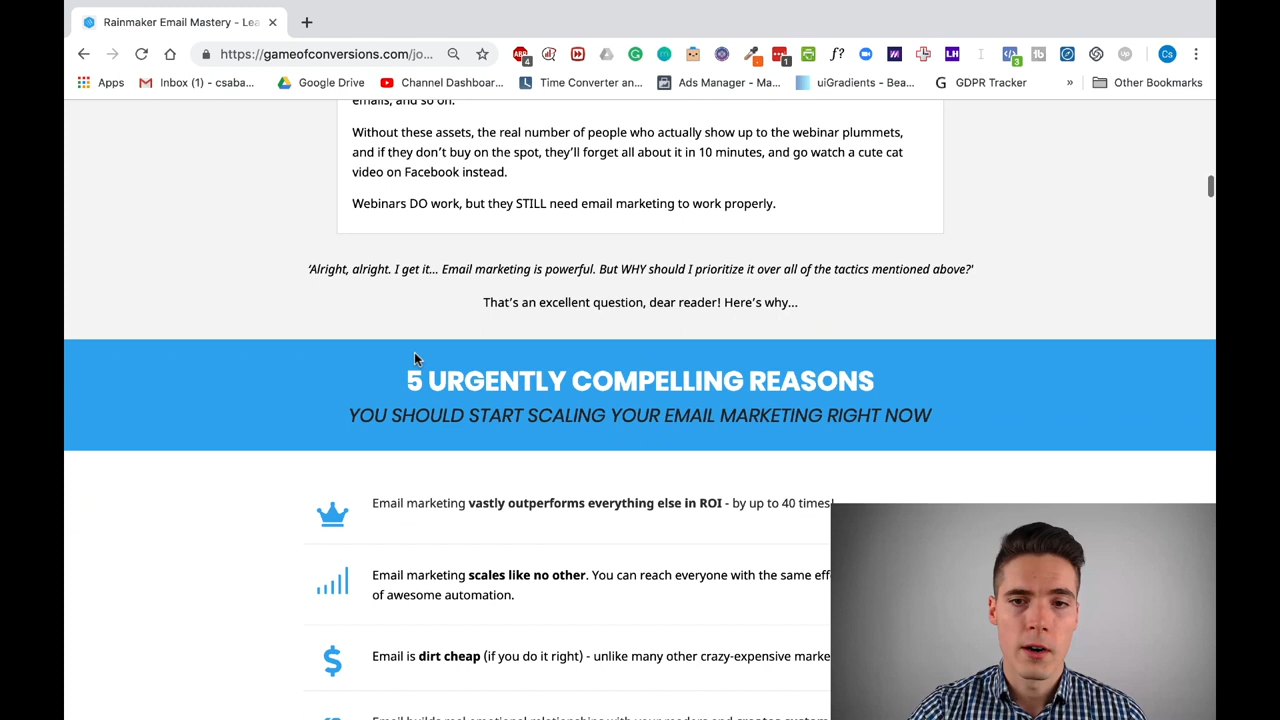 Rainmaker Email Mastery - Lea
https://gameofconversions.com/jo...
4
1
3
f?
LH
tb
Up
Cs
Apps
Inbox (1) - csaba...
Google Drive
Channel Dashboar...
Time Converter an...
Ads Manager - Ma...
uiGradients - Bea...
GDPR Tracker
»
Other Bookmarks
emails, and so on.
Without these assets, the real number of people who actually show up to the webinar plummets,
and if they don’t buy on the spot, they’ll forget all about it in 10 minutes, and go watch a cute cat
video on Facebook instead.
Webinars DO work, but they STILL need email marketing to work properly.
‘Alright, alright. I get it... Email marketing is powerful. But WHY should I prioritize it over all of the tactics mentioned above?’
That’s an excellent question, dear reader! Here’s why...
5 URGENTLY COMPELLING REASONS
YOU SHOULD START SCALING YOUR EMAIL MARKETING RIGHT NOW
Email marketing vastly outperforms everything else in ROI - by up to 40 times!
Email marketing scales like no other. You can reach everyone with the same eff
of awesome automation.
Email is dirt cheap (if you do it right) - unlike many other crazy-expensive marke